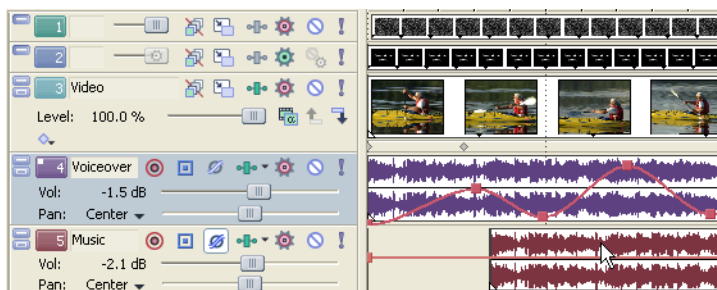 1
2
3 Video
Level: 100.0 %
4 Voiceover
Vol: -1.5 dB
Pan: Center
5 Music
Vol: -2.1 dB
Pan: Center